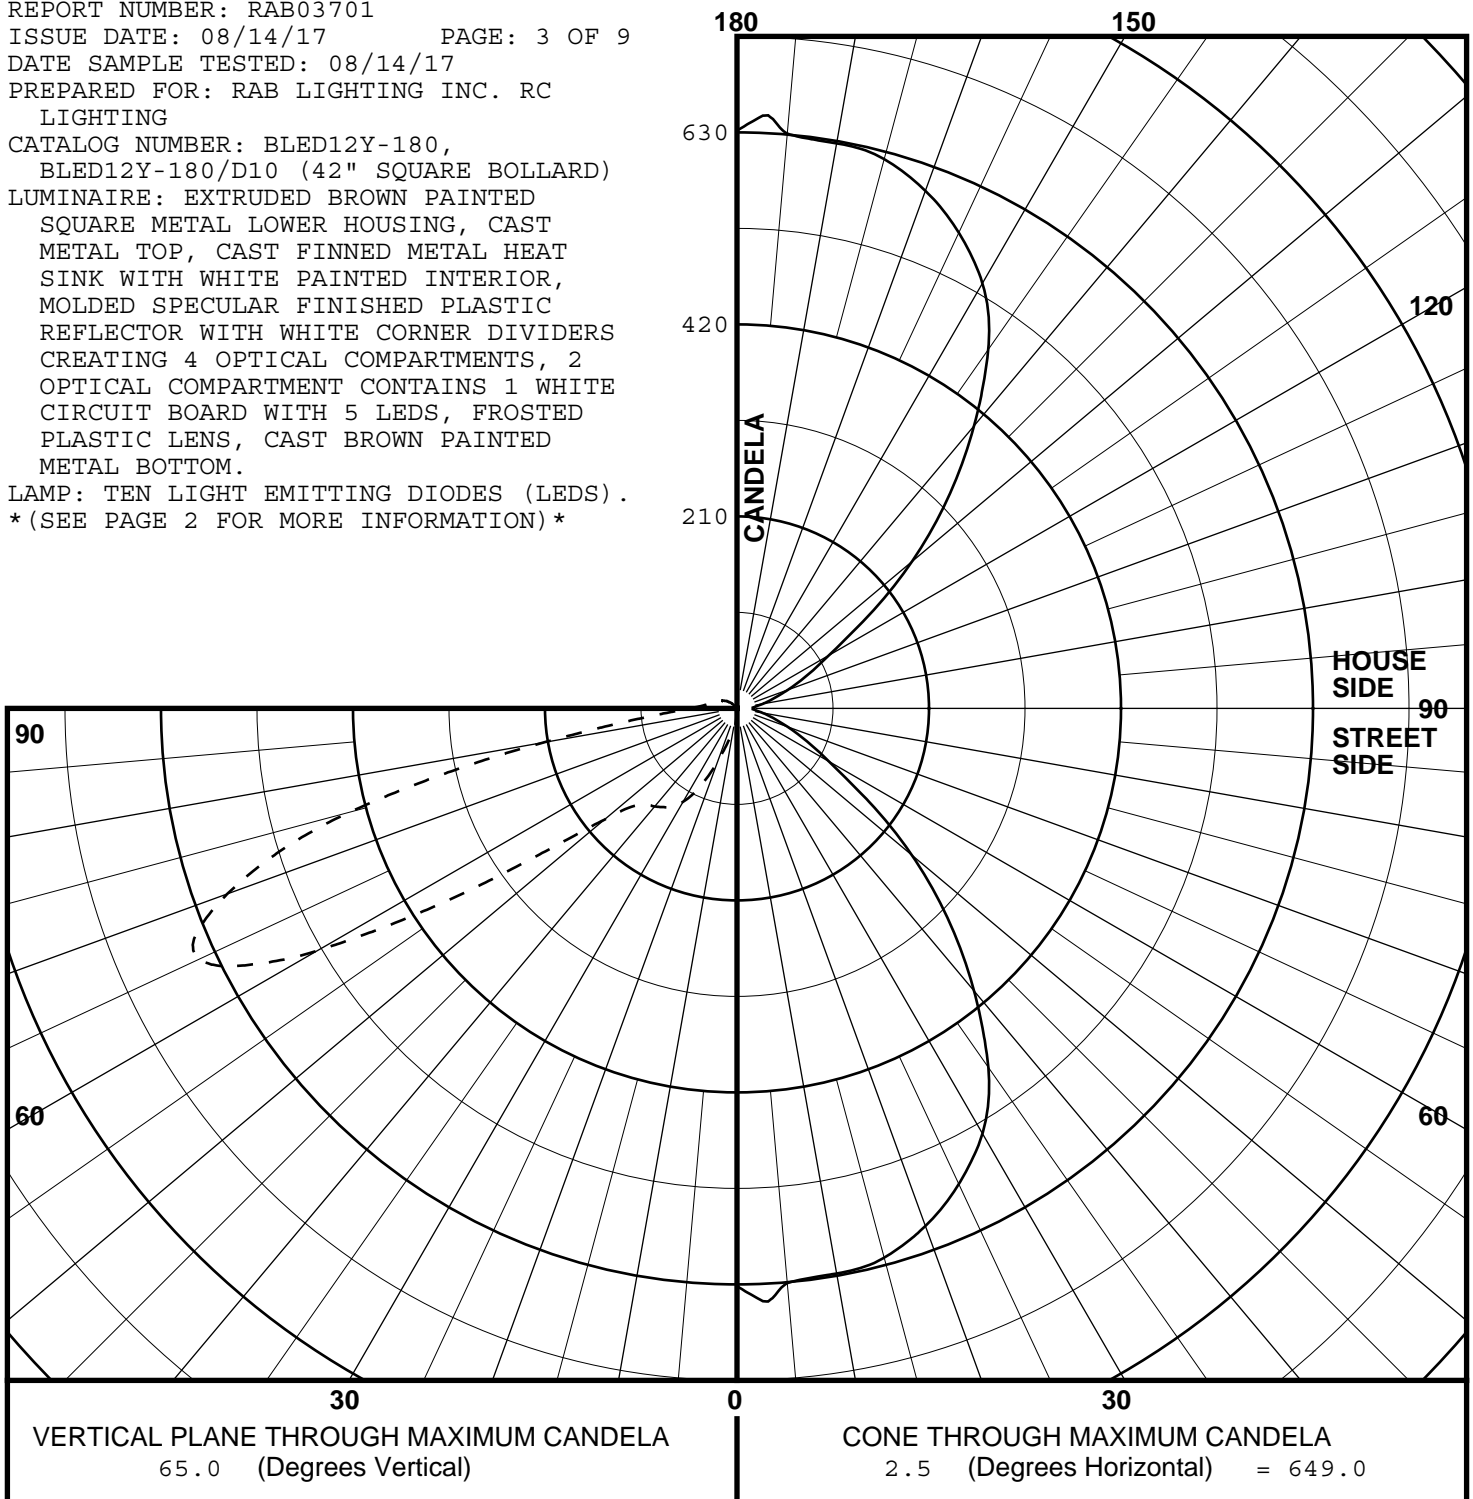 REPORT NUMBER: RAB03701
ISSUE DATE: 08/14/17 PAGE: 3 OF 9
DATE SAMPLE TESTED: 08/14/17
PREPARED FOR: RAB LIGHTING INC. RC
LIGHTING
CATALOG NUMBER: BLED12Y-180,
BLED12Y-180/D10 (42" SQUARE BOLLARD)
LUMINAIRE: EXTRUDED BROWN PAINTED
SQUARE METAL LOWER HOUSING, CAST
METAL TOP, CAST FINNED METAL HEAT
SINK WITH WHITE PAINTED INTERIOR,
MOLDED SPECULAR FINISHED PLASTIC
REFLECTOR WITH WHITE CORNER DIVIDERS
CREATING 4 OPTICAL COMPARTMENTS, 2
OPTICAL COMPARTMENT CONTAINS 1 WHITE
CIRCUIT BOARD WITH 5 LEDS, FROSTED
PLASTIC LENS, CAST BROWN PAINTED
METAL BOTTOM.
LAMP: TEN LIGHT EMITTING DIODES (LEDS).
*(SEE PAGE 2 FOR MORE INFORMATION)*
180
150
630
120
420
CANDELA
210
HOUSE
SIDE
90
90
STREET
SIDE
60
60
30
0
30
VERTICAL PLANE THROUGH MAXIMUM CANDELA
65.0 (Degrees Vertical)
CONE THROUGH MAXIMUM CANDELA
2.5 (Degrees Horizontal) = 649.0